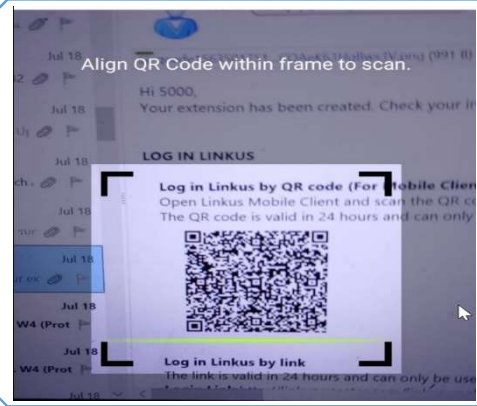 Jul 18
(991 B)
Align QR Code within frame to scan.
Hi 5000,
Jul 18
Your extension has been created. Check your
Jul 18
LOG IN LINKUS
Log in Linkus by QR code (For Mobile Clien
Open Linkus Mobile Client and scan the QR co
Jul 18
The QR code is valid in 24 hours and can only
Jul 18
Jul 18
W4 (Prot
Jul 18
Log in Linkus by link
W4 (Prot
The link is valid in 24 hours and can only be use
Jul 18